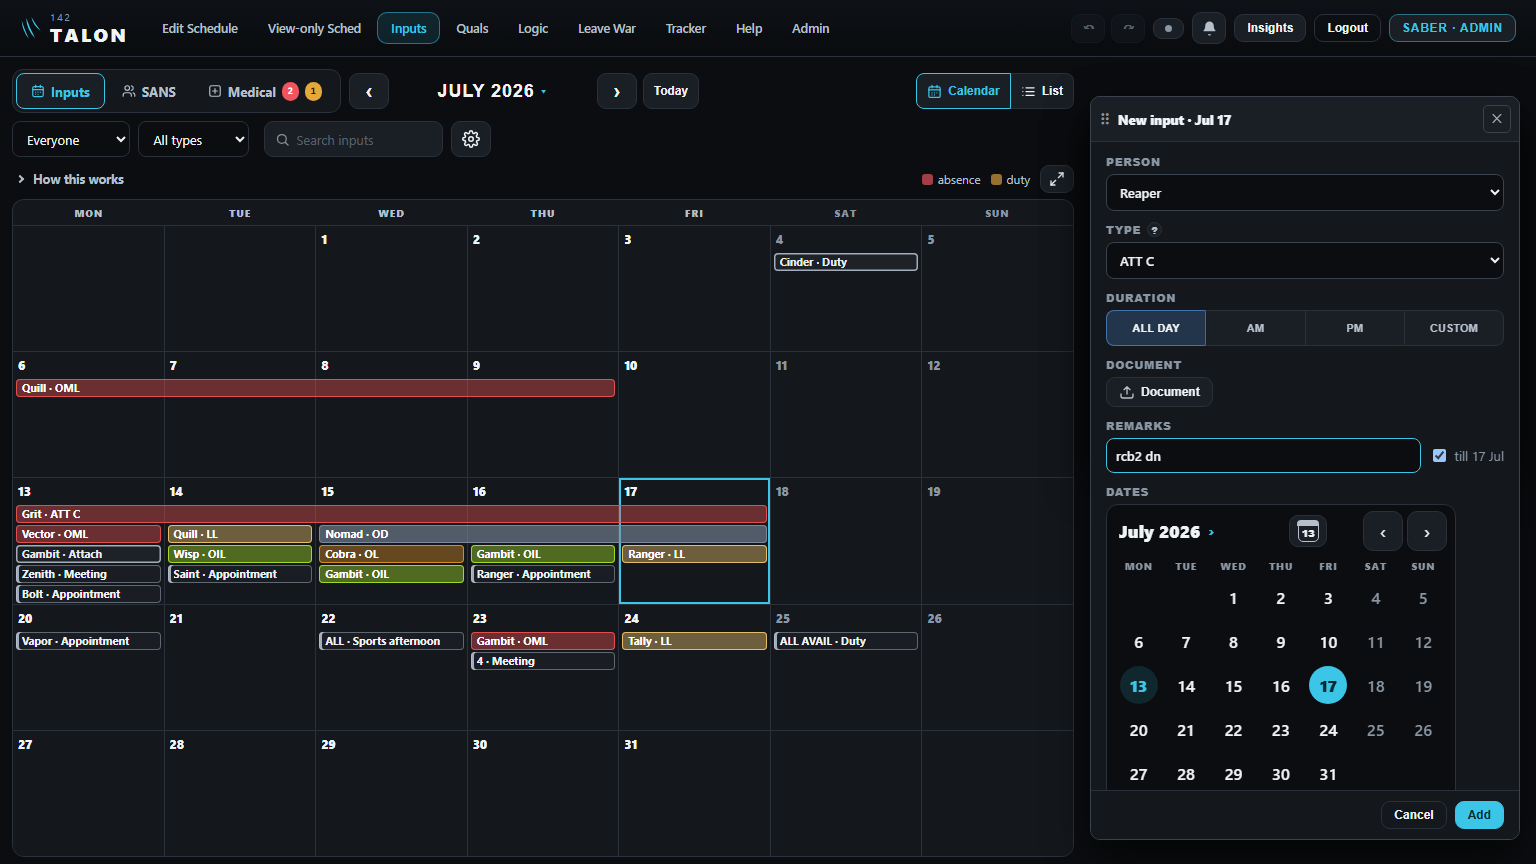 142
TALON
Edit Schedule
View-only Sched
Inputs
Quals
Logic
Leave War
Tracker
Help
Admin
Insights
Logout
SABER · ADMIN
Inputs
SANS
Medical 2 1
JULY 2026
Today
Calendar
List
Everyone
All types
Search inputs
How this works
absence
duty
MON TUE WED THU FRI SAT SUN
1 2 3 4 5
Cinder · Duty
6 7 8 9 10 11 12
Quill · OML
13 14 15 16 17 18 19
Grit · ATT C
Vector · OML
Quill · LL
Nomad · OD
Gambit · Attach
Wisp · OIL
Cobra · OL
Gambit · OIL
Ranger · LL
Zenith · Meeting
Saint · Appointment
Gambit · OIL
Ranger · Appointment
Bolt · Appointment
20 21 22 23 24 25 26
Vapor · Appointment
ALL · Sports afternoon
Gambit · OML
Tally · LL
ALL AVAIL · Duty
4 · Meeting
27 28 29 30 31
New input · Jul 17
PERSON
Reaper
TYPE ?
ATT C
DURATION
ALL DAY
AM
PM
CUSTOM
DOCUMENT
Document
REMARKS
rcb2 dn
till 17 Jul
DATES
July 2026
13
MON TUE WED THU FRI SAT SUN
1 2 3 4 5
6 7 8 9 10 11 12
13 14 15 16 17 18 19
20 21 22 23 24 25 26
27 28 29 30 31
Cancel
Add